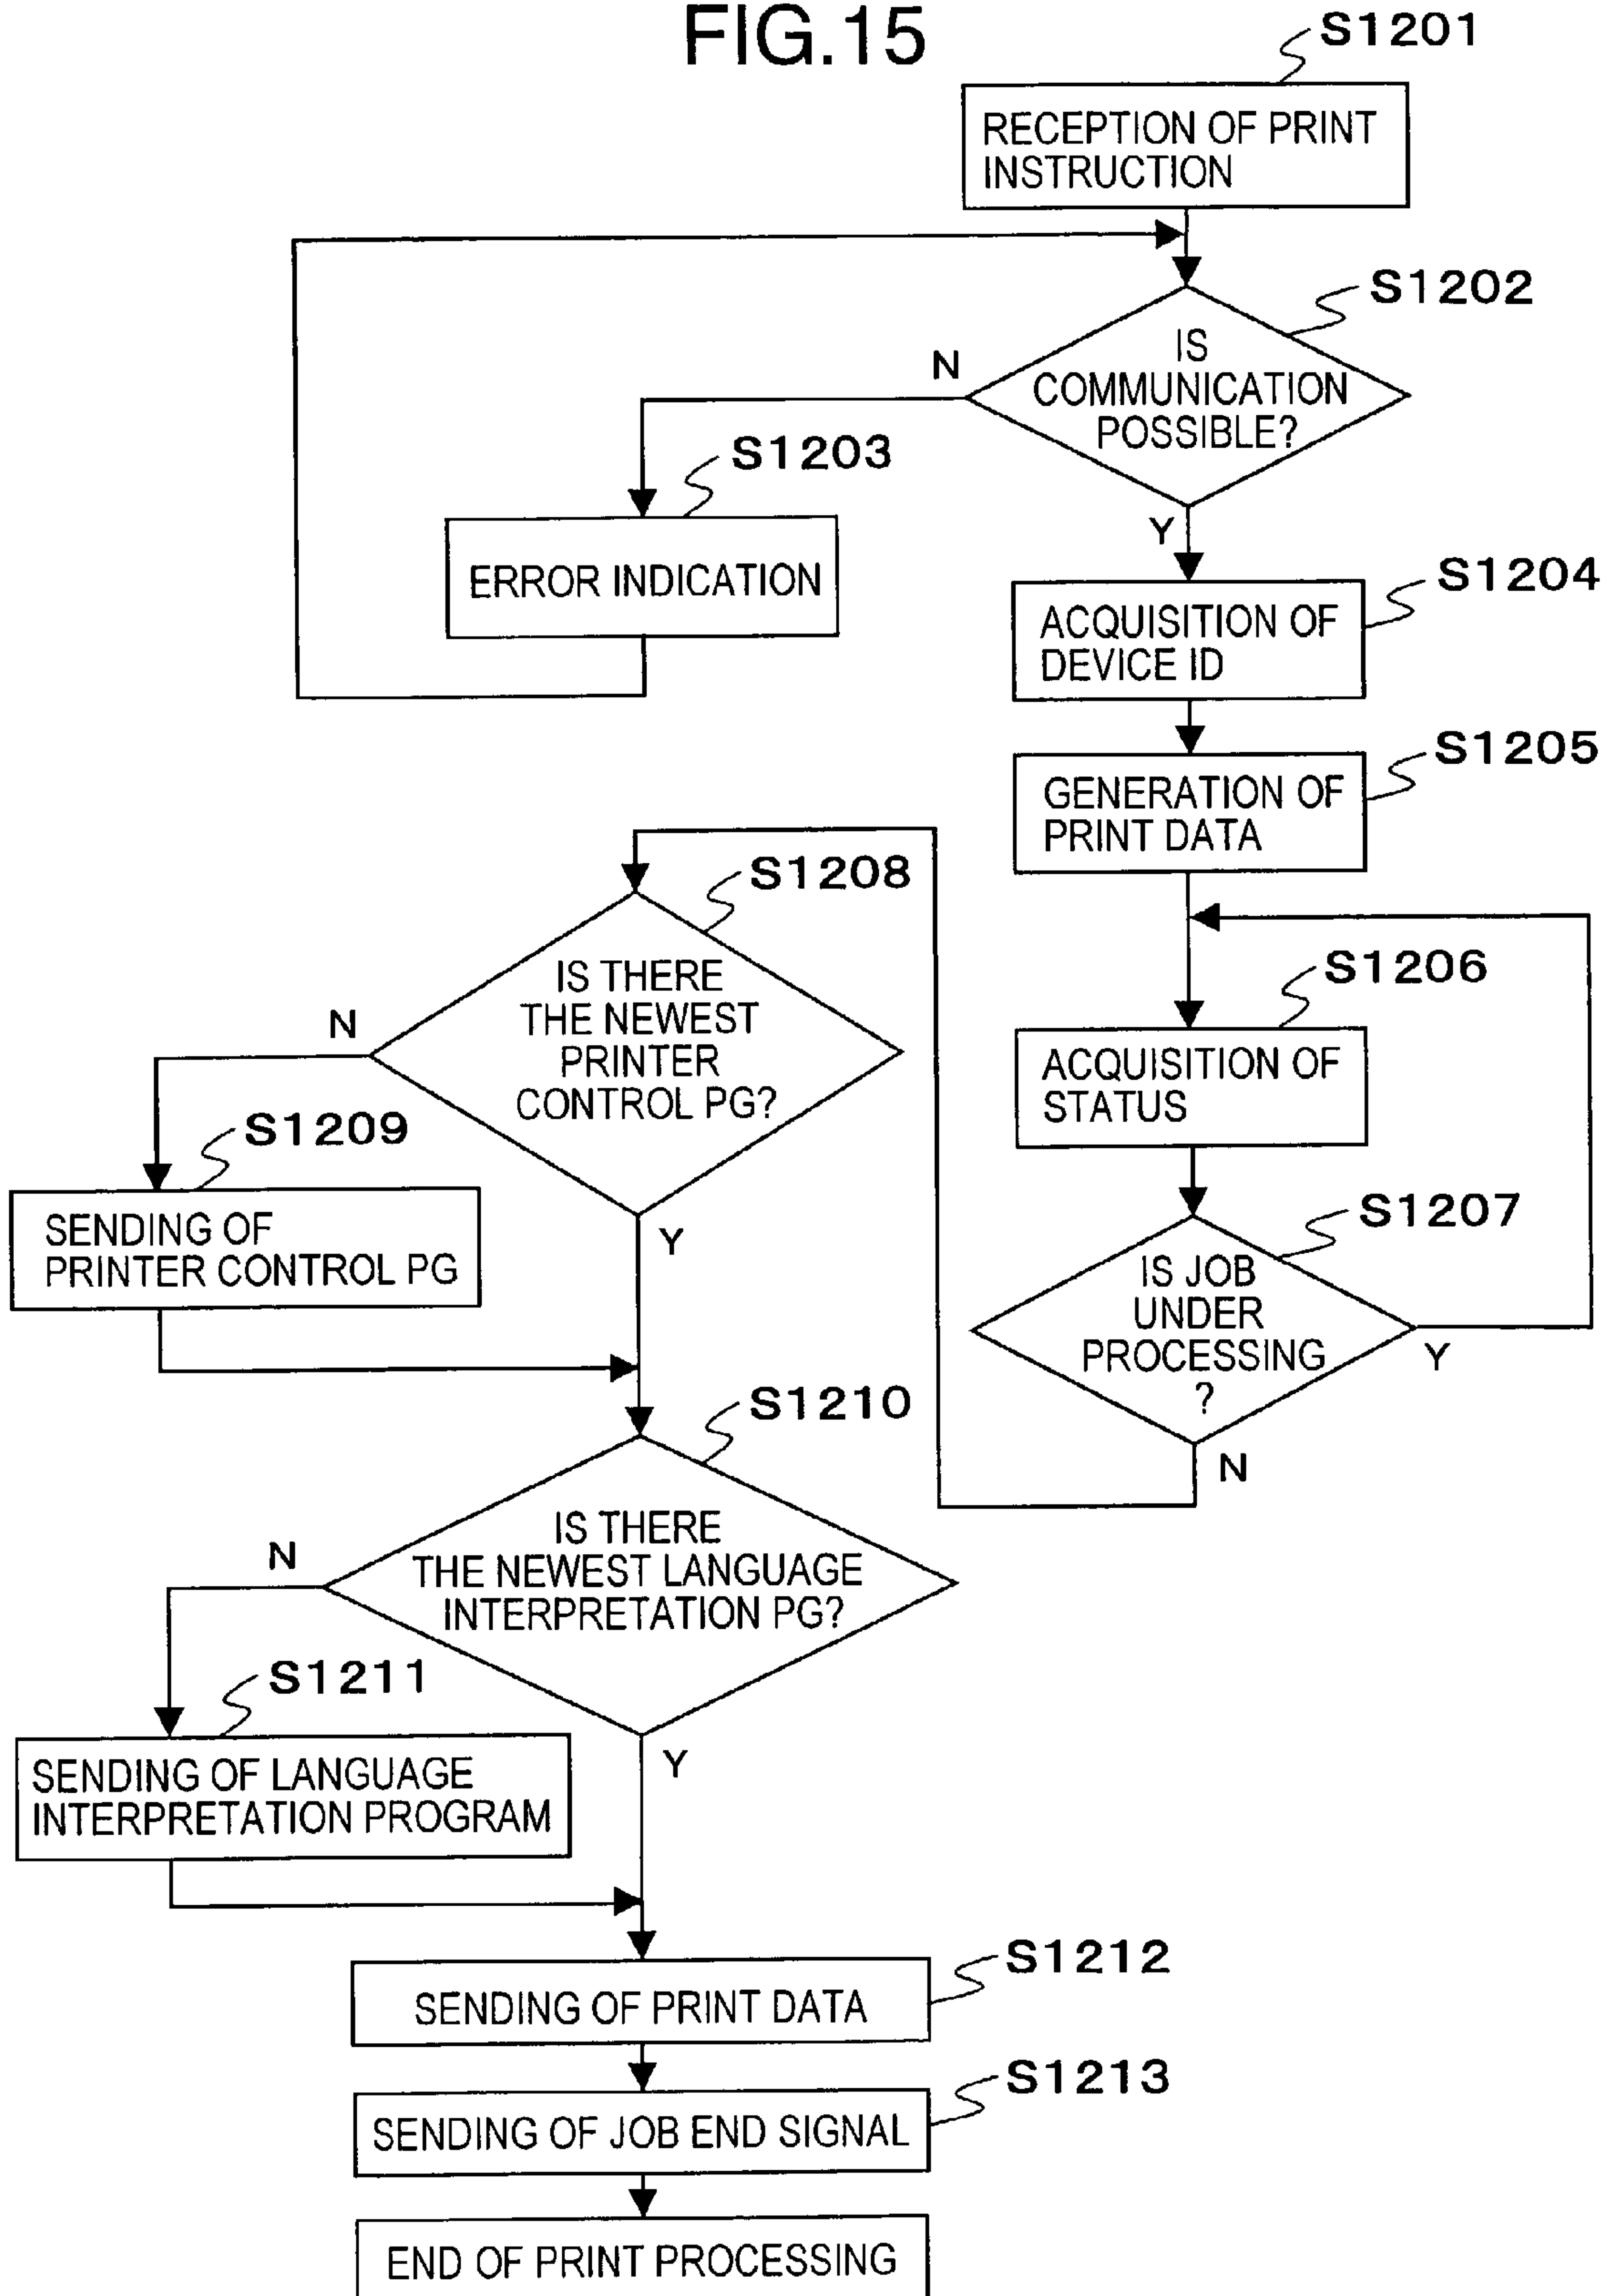 FIG.15
S1201
RECEPTION OF PRINT
INSTRUCTION
S1202
IS
COMMUNICATION
POSSIBLE?
N
Y
S1203
ERROR INDICATION
S1204
ACQUISITION OF
DEVICE ID
S1205
GENERATION OF
PRINT DATA
S1206
ACQUISITION OF
STATUS
S1207
IS JOB
UNDER
PROCESSING
?
Y
N
S1208
IS THERE
THE NEWEST
PRINTER
CONTROL PG?
N
Y
S1209
SENDING OF
PRINTER CONTROL PG
S1210
IS THERE
THE NEWEST LANGUAGE
INTERPRETATION PG?
N
Y
S1211
SENDING OF LANGUAGE
INTERPRETATION PROGRAM
S1212
SENDING OF PRINT DATA
S1213
SENDING OF JOB END SIGNAL
END OF PRINT PROCESSING